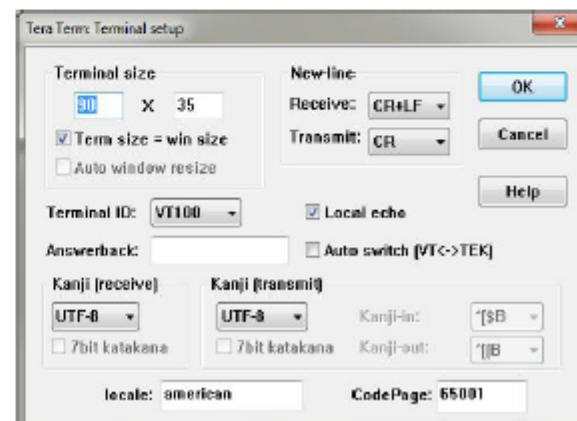 Tera Term: Terminal setup
Terminal size
90 X 35
Term size = win size
Auto window resize
New-line
Receive: CR+LF
Transmit: CR
OK
Cancel
Help
Terminal ID: VT100
Local echo
Answerback:
Auto switch (VT<->TEK)
Kanji (receive)
UTF-8
7bit katakana
Kanji (transmit)
UTF-8
7bit katakana
Kanji-in: ^[$B
Kanji-out: ^[(B
locale: american
CodePage: 65001